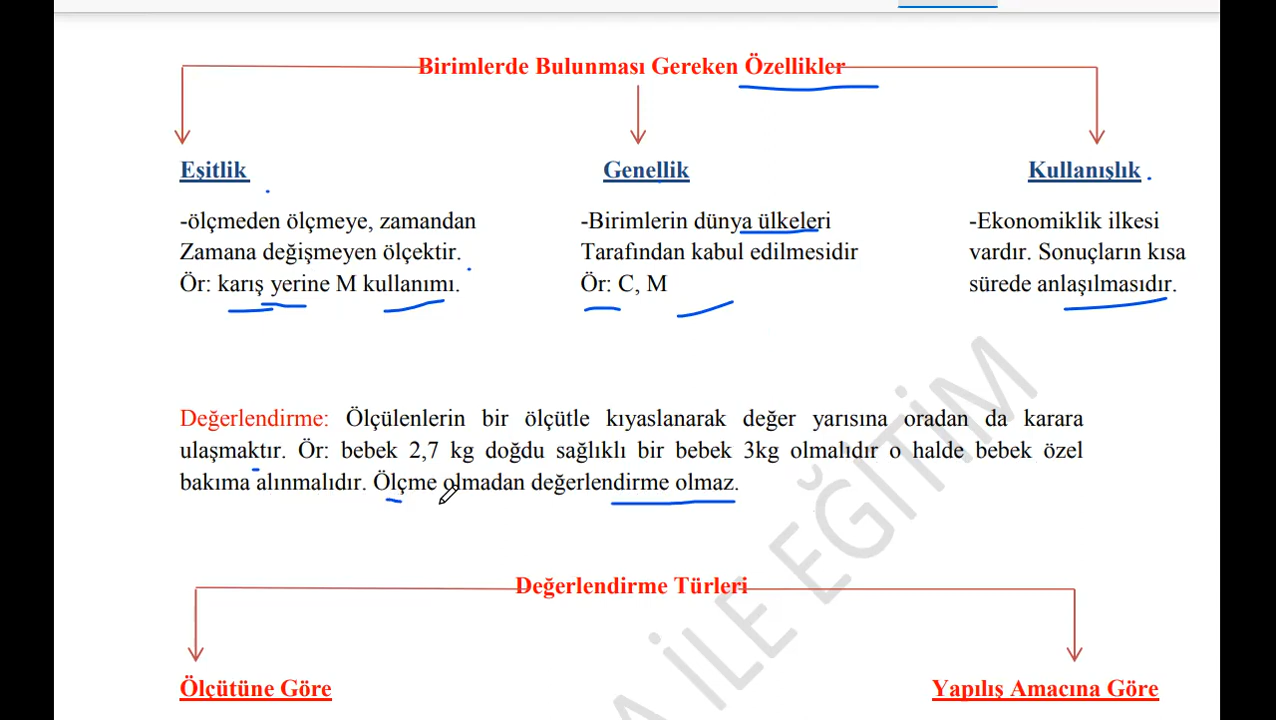 Birimlerde Bulunması Gereken Özellikler
Eşitlik
-ölçmeden ölçmeye, zamandan
Zamana değişmeyen ölçektir.
Ör: karış yerine M kullanımı.
Genellik
-Birimlerin dünya ülkeleri
Tarafından kabul edilmesidir
Ör: C, M
Kullanışlık
-Ekonomiklik ilkesi
vardır. Sonuçların kısa
sürede anlaşılmasıdır.
Değerlendirme: Ölçülenlerin bir ölçütle kıyaslanarak değer yarısına oradan da karara
ulaşmaktır. Ör: bebek 2,7 kg doğdu sağlıklı bir bebek 3kg olmalıdır o halde bebek özel
bakıma alınmalıdır. Ölçme olmadan değerlendirme olmaz.
Değerlendirme Türleri
Ölçütüne Göre
Yapılış Amacına Göre
İLE EĞİTİM